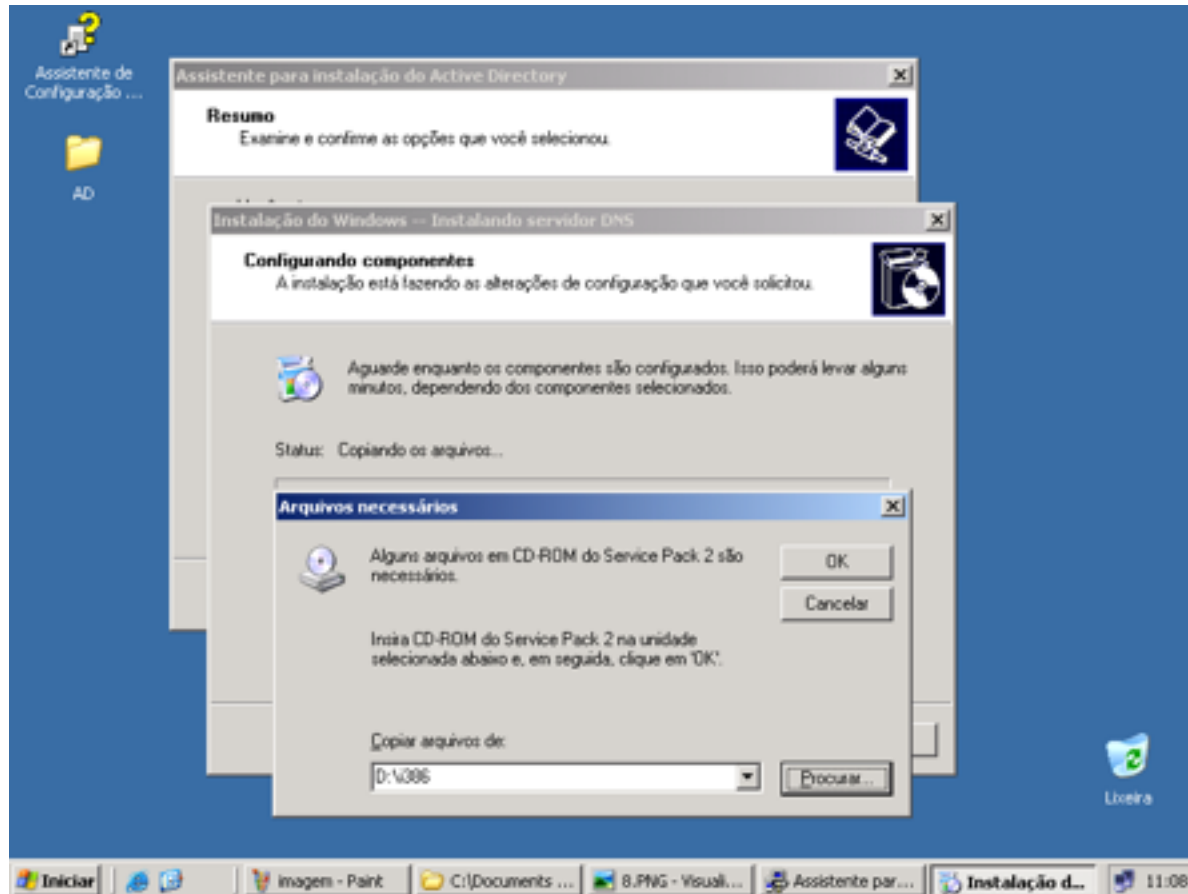 Assistente de
Configuração ...
AD
Assistente para instalação do Active Directory
Resumo
Examine e confirme as opções que você selecionou.
Instalação do Windows -- Instalando servidor DNS
Configurando componentes
A instalação está fazendo as alterações de configuração que você solicitou.
Aguarde enquanto os componentes são configurados. Isso poderá levar alguns
minutos, dependendo dos componentes selecionados.
Status: Copiando os arquivos...
Arquivos necessários
Alguns arquivos em CD-ROM do Service Pack 2 são
necessários.
OK
Cancelar
Insira CD-ROM do Service Pack 2 na unidade
selecionada abaixo e, em seguida, clique em 'OK'.
Copiar arquivos de:
D:\i386
Procurar...
Lixeira
Iniciar
imagem - Paint
C:\Documents ...
8.PNG - Visuali...
Assistente par...
Instalação d...
11:08